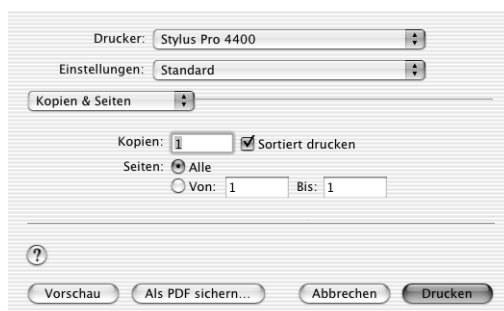 Drucker: Stylus Pro 4400
Einstellungen: Standard
Kopien & Seiten
Kopien: 1 Sortiert drucken
Seiten: Alle
Von: 1 Bis: 1
?
Vorschau Als PDF sichern... Abbrechen Drucken